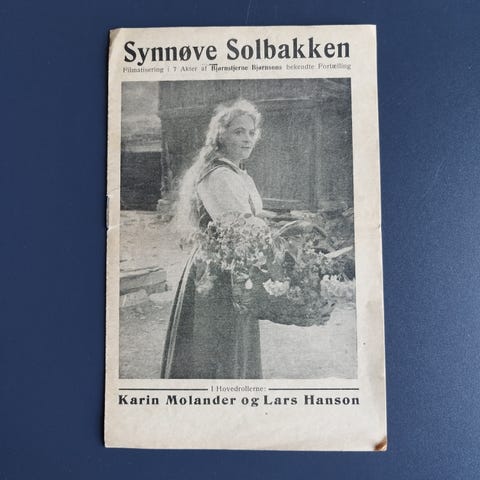 Synnøve Solbakken
Filmatisering i 7 Akter af Bjørnstjerne Bjørnsons bekendte Fortælling
I Hovedrollerne:
Karin Molander og Lars Hanson